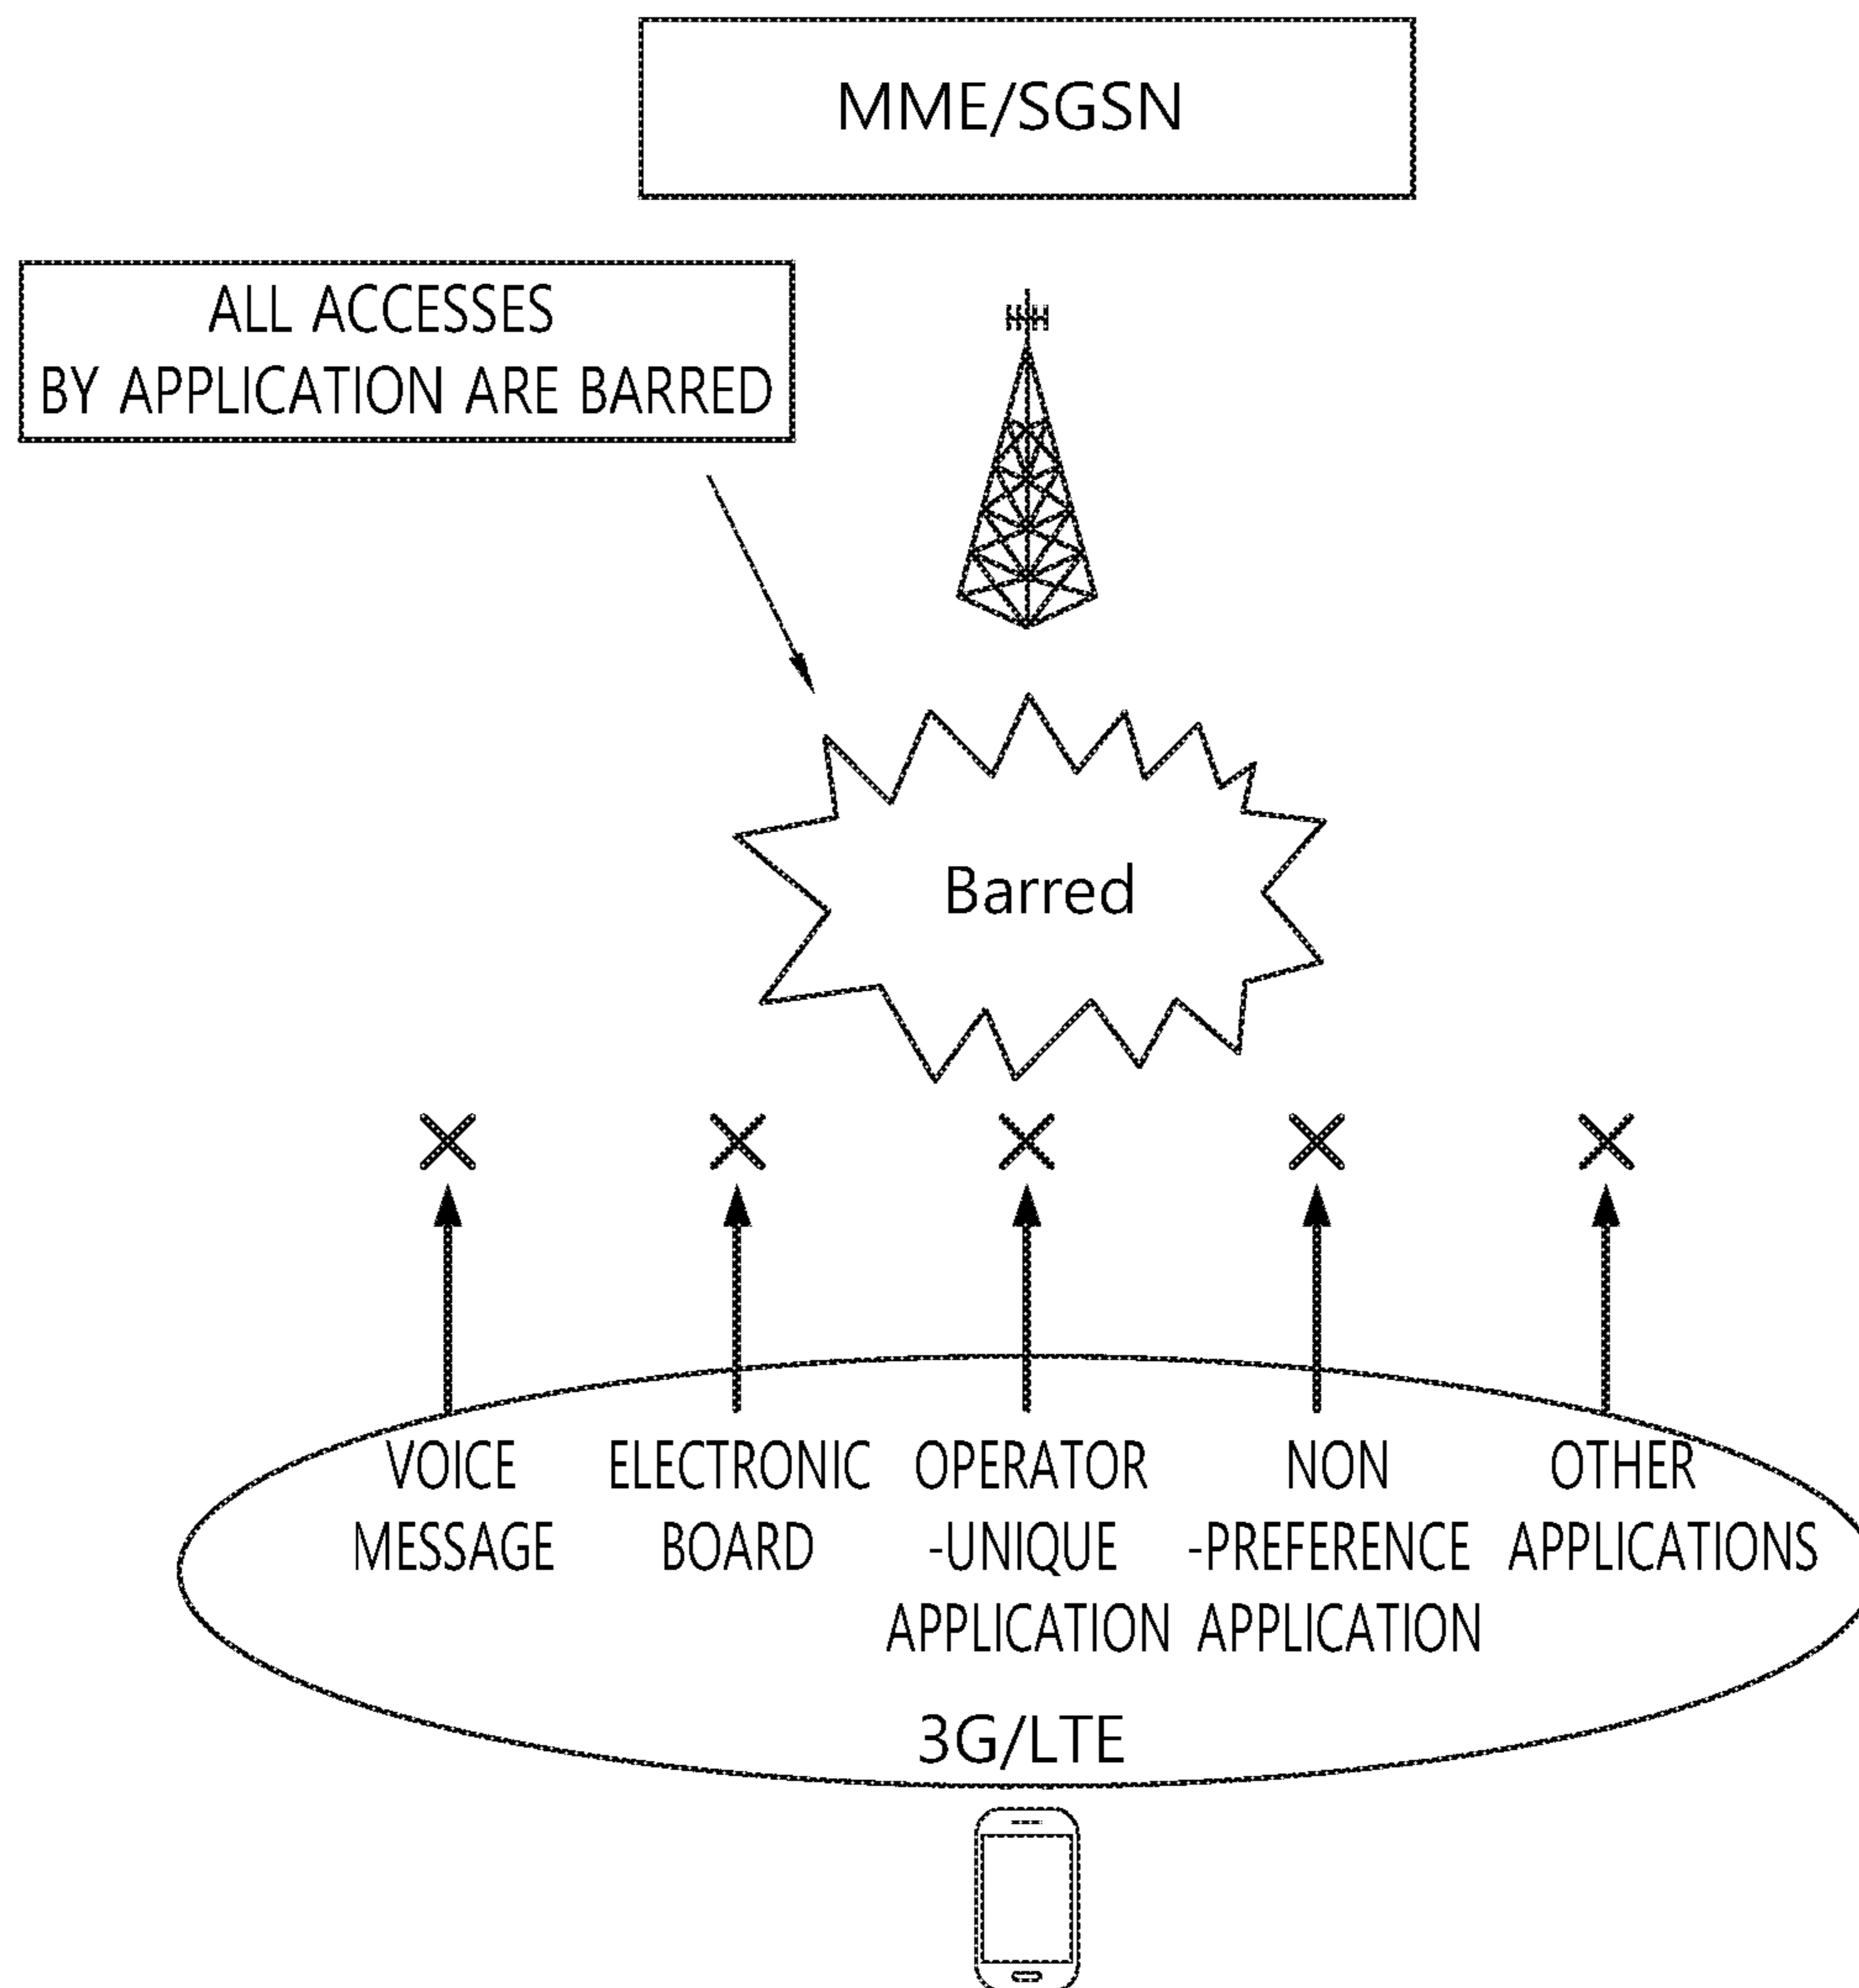 MME/SGSN
ALL ACCESSES
BY APPLICATION ARE BARRED
Barred
VOICE
MESSAGE
ELECTRONIC
BOARD
OPERATOR
-UNIQUE
APPLICATION
NON
-PREFERENCE
APPLICATION
OTHER
APPLICATIONS
3G/LTE